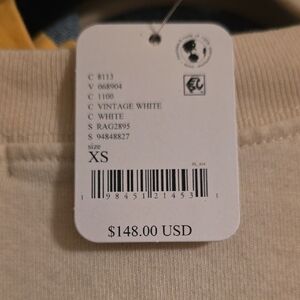 C 8113
V 068904
C 1100
C VINTAGE WHITE
C WHITE
S RAG2895
S 94848827
size
XS
1 98451 21453 1
$148.00 USD